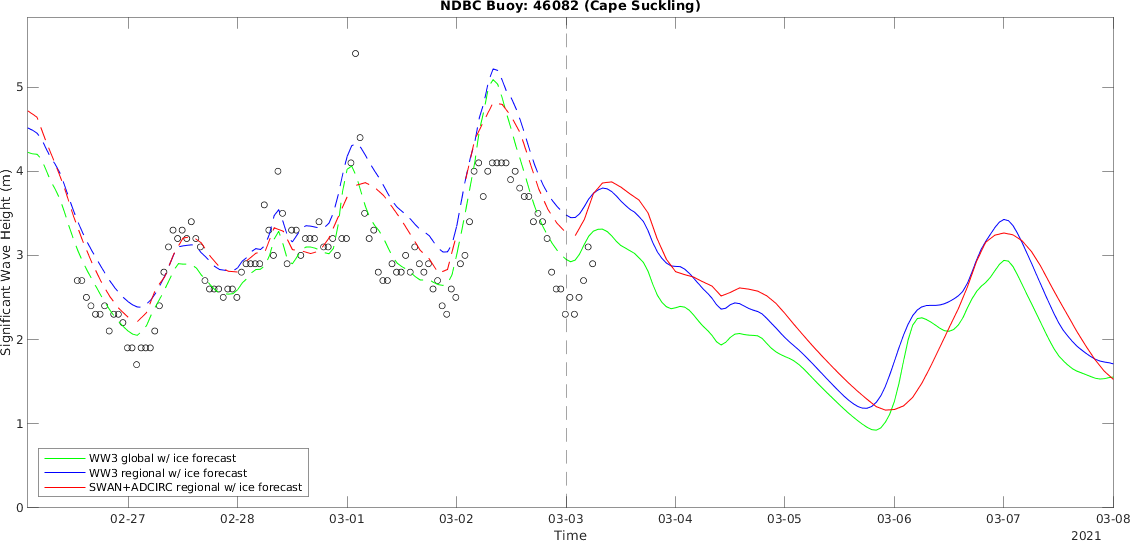 NDBC Buoy: 46082 (Cape Suckling)
Significant Wave Height (m)
5
4
3
2
1
0
WW3 global w/ ice forecast
WW3 regional w/ ice forecast
SWAN+ADCIRC regional w/ ice forecast
02-27 02-28 03-01 03-02 03-03 03-04 03-05 03-06 03-07 03-08
Time
2021